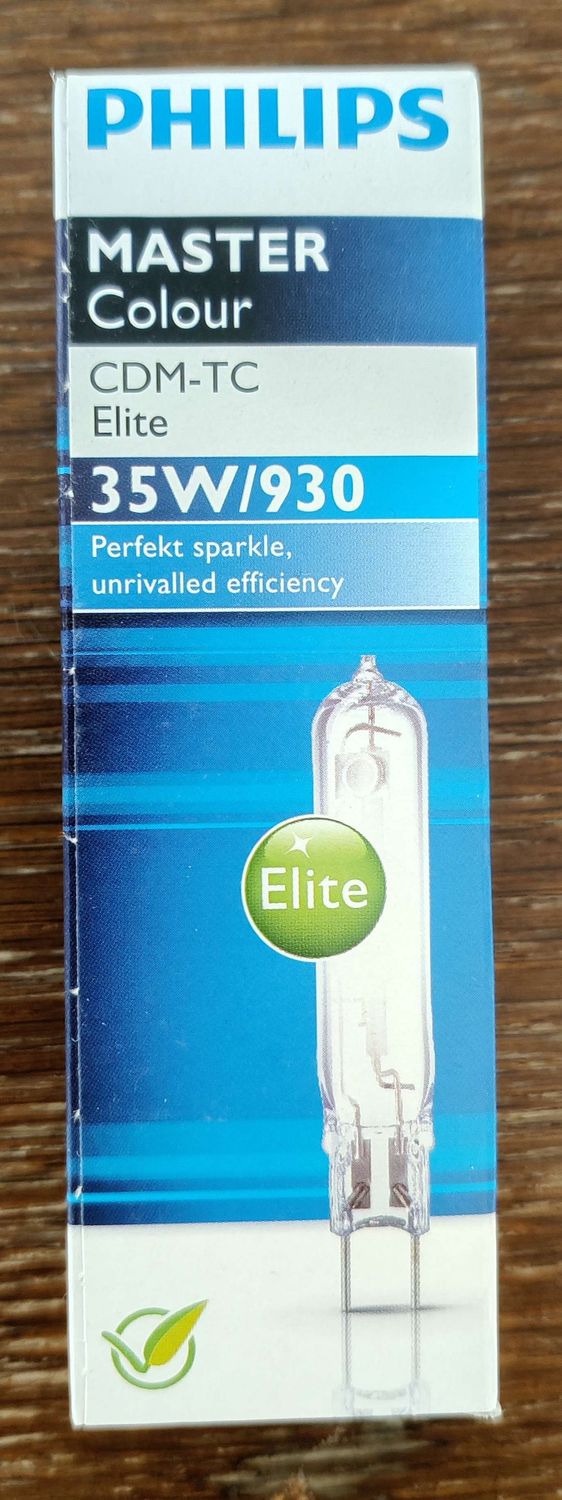 PHILIPS
MASTER
Colour
CDM-TC
Elite
35W/930
Perfekt sparkle,
unrivalled efficiency
Elite